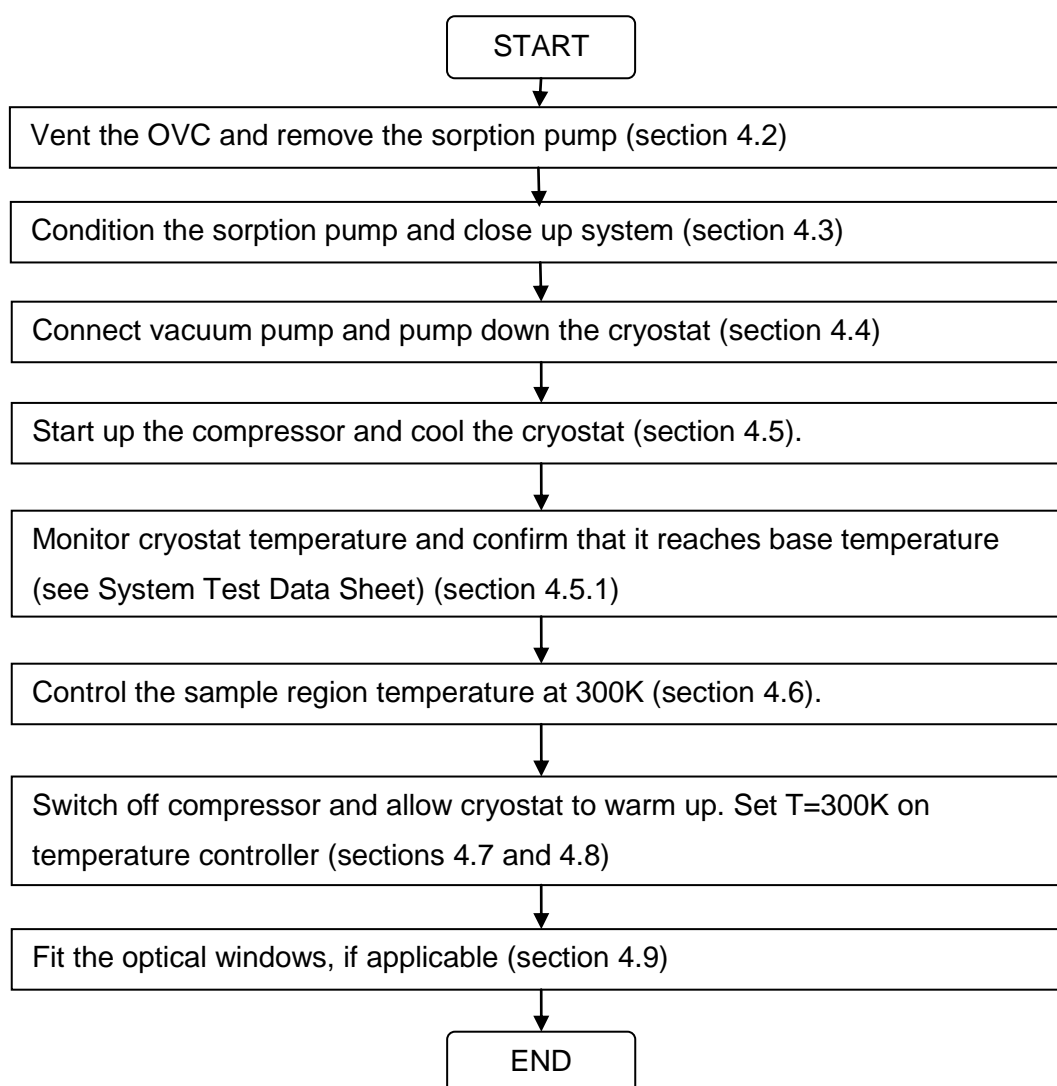 START
Vent the OVC and remove the sorption pump (section 4.2)
Condition the sorption pump and close up system (section 4.3)
Connect vacuum pump and pump down the cryostat (section 4.4)
Start up the compressor and cool the cryostat (section 4.5).
Monitor cryostat temperature and confirm that it reaches base temperature
(see System Test Data Sheet) (section 4.5.1)
Control the sample region temperature at 300K (section 4.6).
Switch off compressor and allow cryostat to warm up. Set T=300K on
temperature controller (sections 4.7 and 4.8)
Fit the optical windows, if applicable (section 4.9)
END